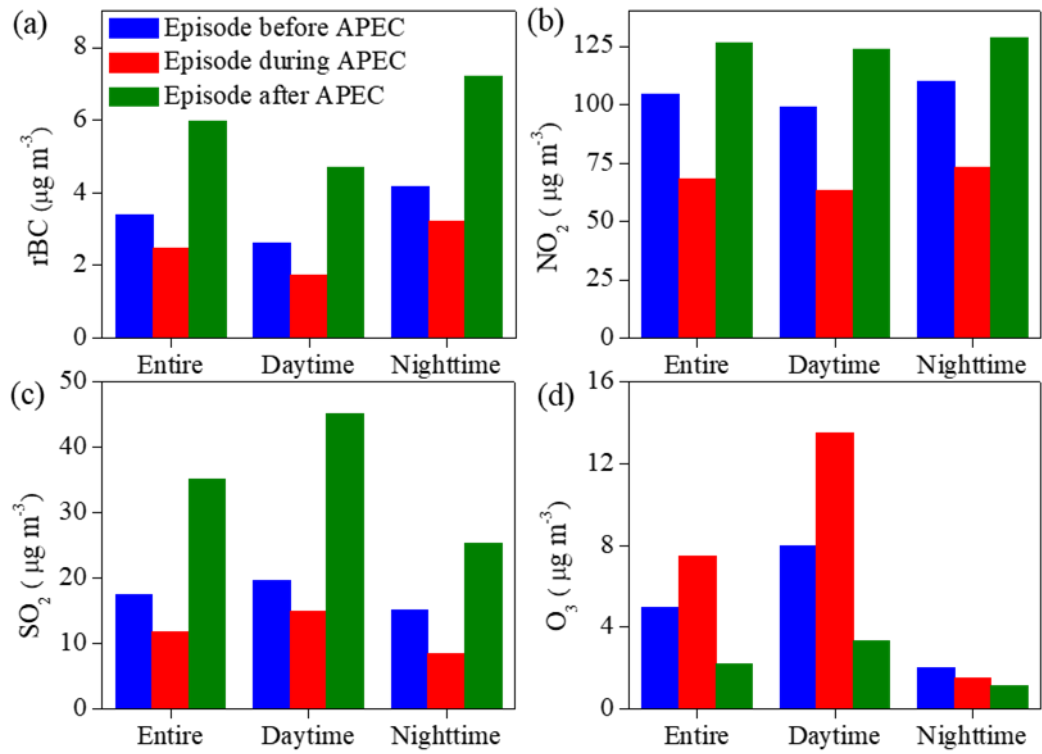 (a)
Episode before APEC
Episode during APEC
Episode after APEC
8
6
4
2
0
rBC (μg m⁻³)
Entire Daytime Nighttime
(b)
125
100
75
50
25
0
NO₂ ( μg m⁻³)
Entire Daytime Nighttime
(c)
50
40
30
20
10
0
SO₂ ( μg m⁻³)
Entire Daytime Nighttime
(d)
16
12
8
4
0
O₃ ( μg m⁻³)
Entire Daytime Nighttime